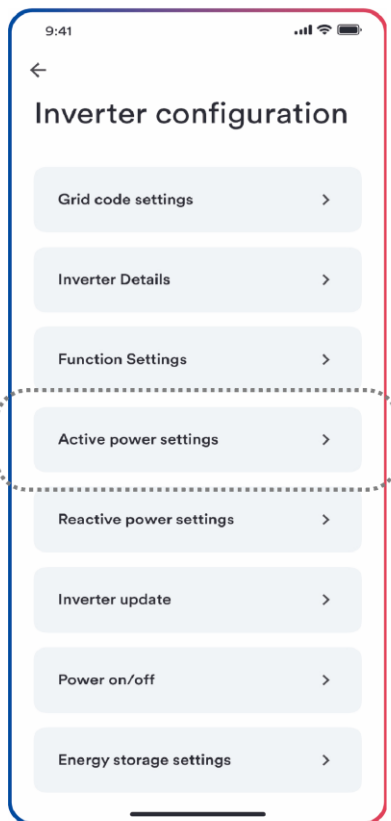 9:41
Inverter configuration
Grid code settings
Inverter Details
Function Settings
Active power settings
Reactive power settings
Inverter update
Power on/off
Energy storage settings